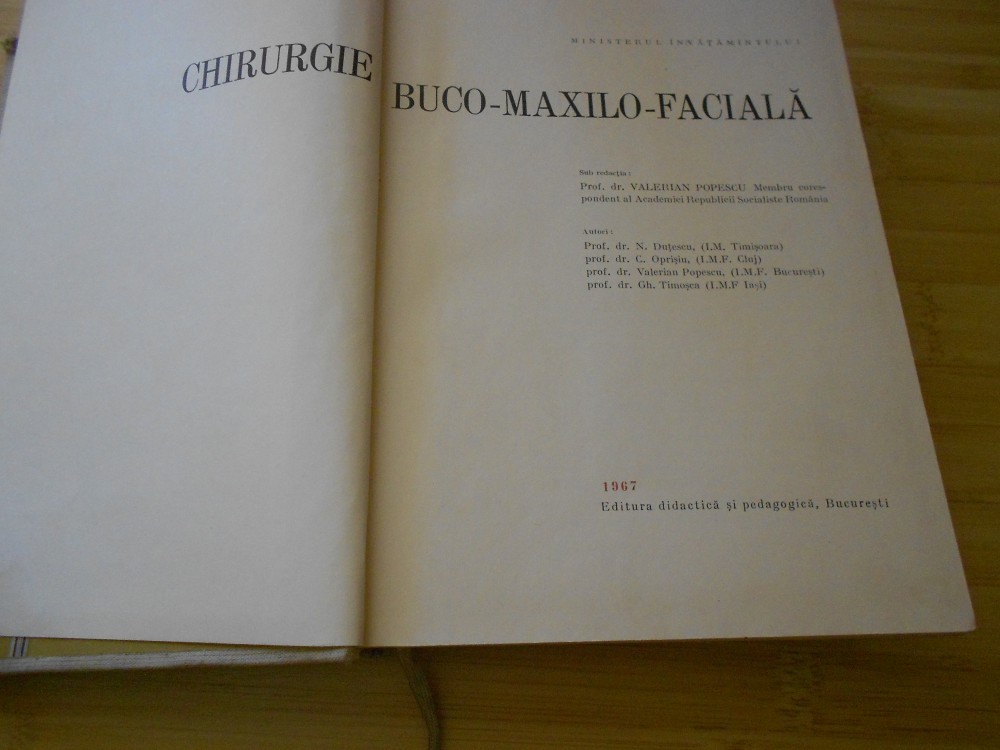 MINISTERUL ÎNVĂȚĂMÎNTULUI
CHIRURGIE BUCO-MAXILO-FACIALĂ
Sub redacția:
Prof. dr. VALERIAN POPESCU Membru cores-
pondent al Academiei Republicii Socialiste România
Autori:
Prof. dr. N. Duțescu, (I.M. Timișoara)
prof. dr. C. Oprișiu, (I.M.F. Cluj)
prof. dr. Valerian Popescu, (I.M.F. București)
prof. dr. Gh. Timoșca (I.M.F Iași)
1967
Editura didactică și pedagogică, București